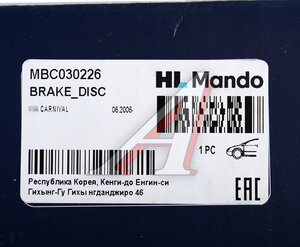 MBC030226
BRAKE_DISC
CARNIVAL 06.2006-
HL Mando
1 PC
Республика Корея, Кенги-до Енгин-си
Гихынг-Гу Гихы нгданджиро 46
EAC